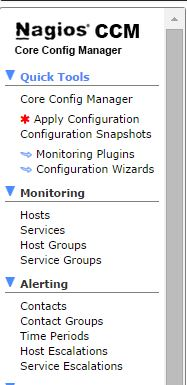 Nagios® CCM
Core Config Manager
Quick Tools
Core Config Manager
Apply Configuration
Configuration Snapshots
Monitoring Plugins
Configuration Wizards
Monitoring
Hosts
Services
Host Groups
Service Groups
Alerting
Contacts
Contact Groups
Time Periods
Host Escalations
Service Escalations